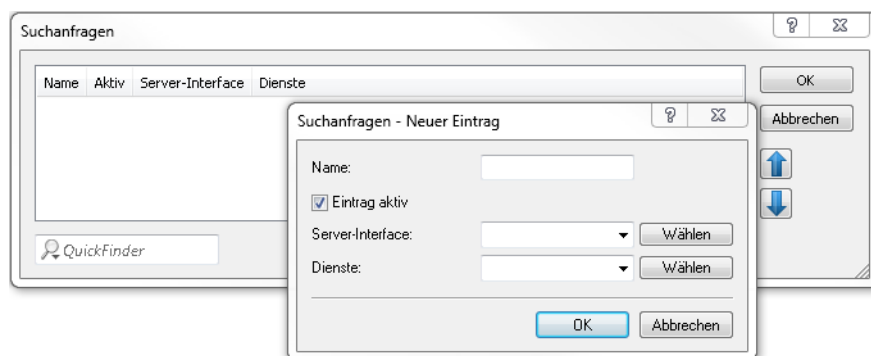 Suchanfragen
Name Aktiv Server-Interface Dienste
OK
Abbrechen
QuickFinder
Suchanfragen - Neuer Eintrag
Name:
Eintrag aktiv
Server-Interface: Wählen
Dienste: Wählen
OK Abbrechen